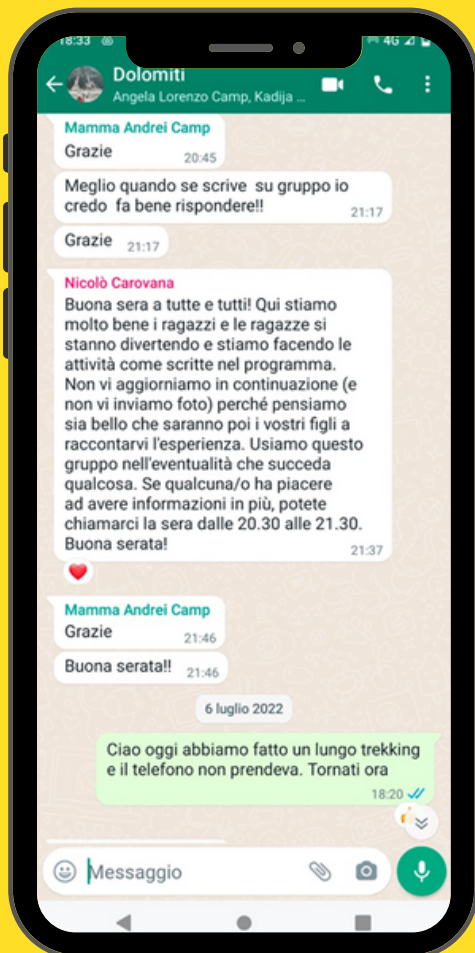 18:33
4G
Dolomiti
Angela Lorenzo Camp, Kadija ...
Mamma Andrei Camp
Grazie
20:45
Meglio quando se scrive su gruppo io
credo fa bene rispondere!!
21:17
Grazie 21:17
Nicolò Carovana
Buona sera a tutte e tutti! Qui stiamo
molto bene i ragazzi e le ragazze si
stanno divertendo e stiamo facendo le
attività come scritte nel programma.
Non vi aggiorniamo in continuazione (e
non vi inviamo foto) perché pensiamo
sia bello che saranno poi i vostri figli a
raccontarvi l'esperienza. Usiamo questo
gruppo nell'eventualità che succeda
qualcosa. Se qualcuna/o ha piacere
ad avere informazioni in più, potete
chiamarci la sera dalle 20.30 alle 21.30.
Buona serata!
21:37
Mamma Andrei Camp
Grazie
21:46
Buona serata!! 21:46
6 luglio 2022
Ciao oggi abbiamo fatto un lungo trekking
e il telefono non prendeva. Tornati ora
18:20
Messaggio